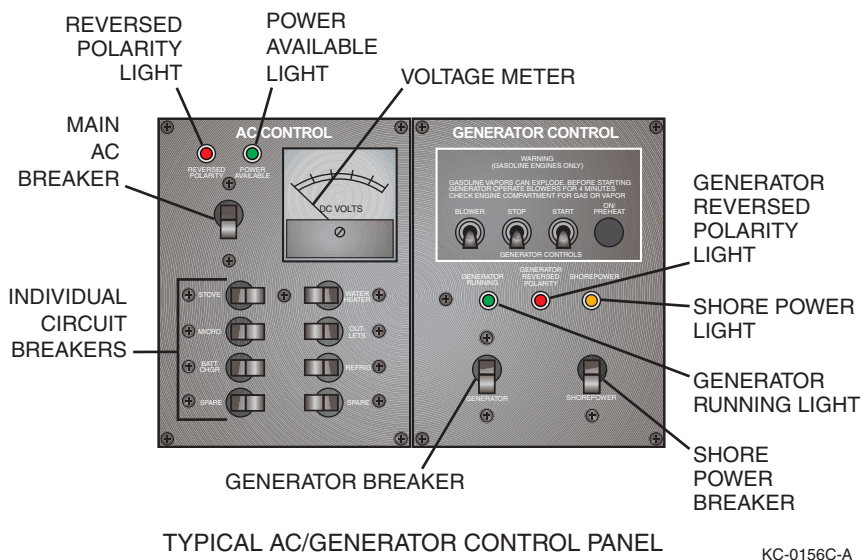 REVERSED
POLARITY
LIGHT
POWER
AVAILABLE
LIGHT
VOLTAGE METER
MAIN
AC
BREAKER
AC CONTROL
REVERSED
POLARITY
POWER
AVAILABLE
DC VOLTS
STOVE
MICRO
BATT
CHGR
SPARE
WATER
HEATER
OUT-
LETS
REFRIG
SPARE
GENERATOR CONTROL
WARNING
(GASOLINE ENGINES ONLY)
GASOLINE VAPORS CAN EXPLODE. BEFORE STARTING
GENERATOR OPERATE BLOWERS FOR 4 MINUTES
CHECK ENGINE COMPARTMENT FOR GAS OR VAPOR
BLOWER
STOP
START
ON/
PREHEAT
GENERATOR CONTROLS
GENERATOR
RUNNING
GENERATOR
REVERSED
POLARITY
SHOREPOWER
GENERATOR
SHOREPOWER
INDIVIDUAL
CIRCUIT
BREAKERS
GENERATOR
REVERSED
POLARITY
LIGHT
SHORE POWER
LIGHT
GENERATOR
RUNNING LIGHT
SHORE
POWER
BREAKER
GENERATOR BREAKER
TYPICAL AC/GENERATOR CONTROL PANEL
KC-0156C-A